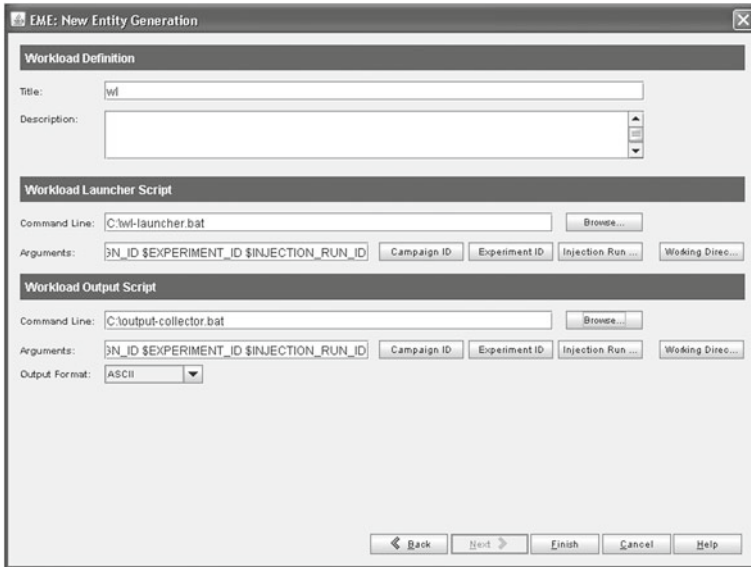 EME: New Entity Generation
Workload Definition
Title: wl
Description:
Workload Launcher Script
Command Line: C:\wl-launcher.bat Browse...
Arguments: GN_ID $EXPERIMENT_ID $INJECTION_RUN_ID Campaign ID Experiment ID Injection Run ... Working Direc...
Workload Output Script
Command Line: C:\output-collector.bat Browse...
Arguments: GN_ID $EXPERIMENT_ID $INJECTION_RUN_ID Campaign ID Experiment ID Injection Run ... Working Direc...
Output Format: ASCII
Back Next Finish Cancel Help